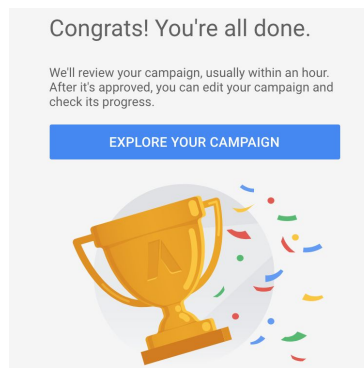 Congrats! You're all done.
We'll review your campaign, usually within an hour.
After it's approved, you can edit your campaign and
check its progress.
EXPLORE YOUR CAMPAIGN